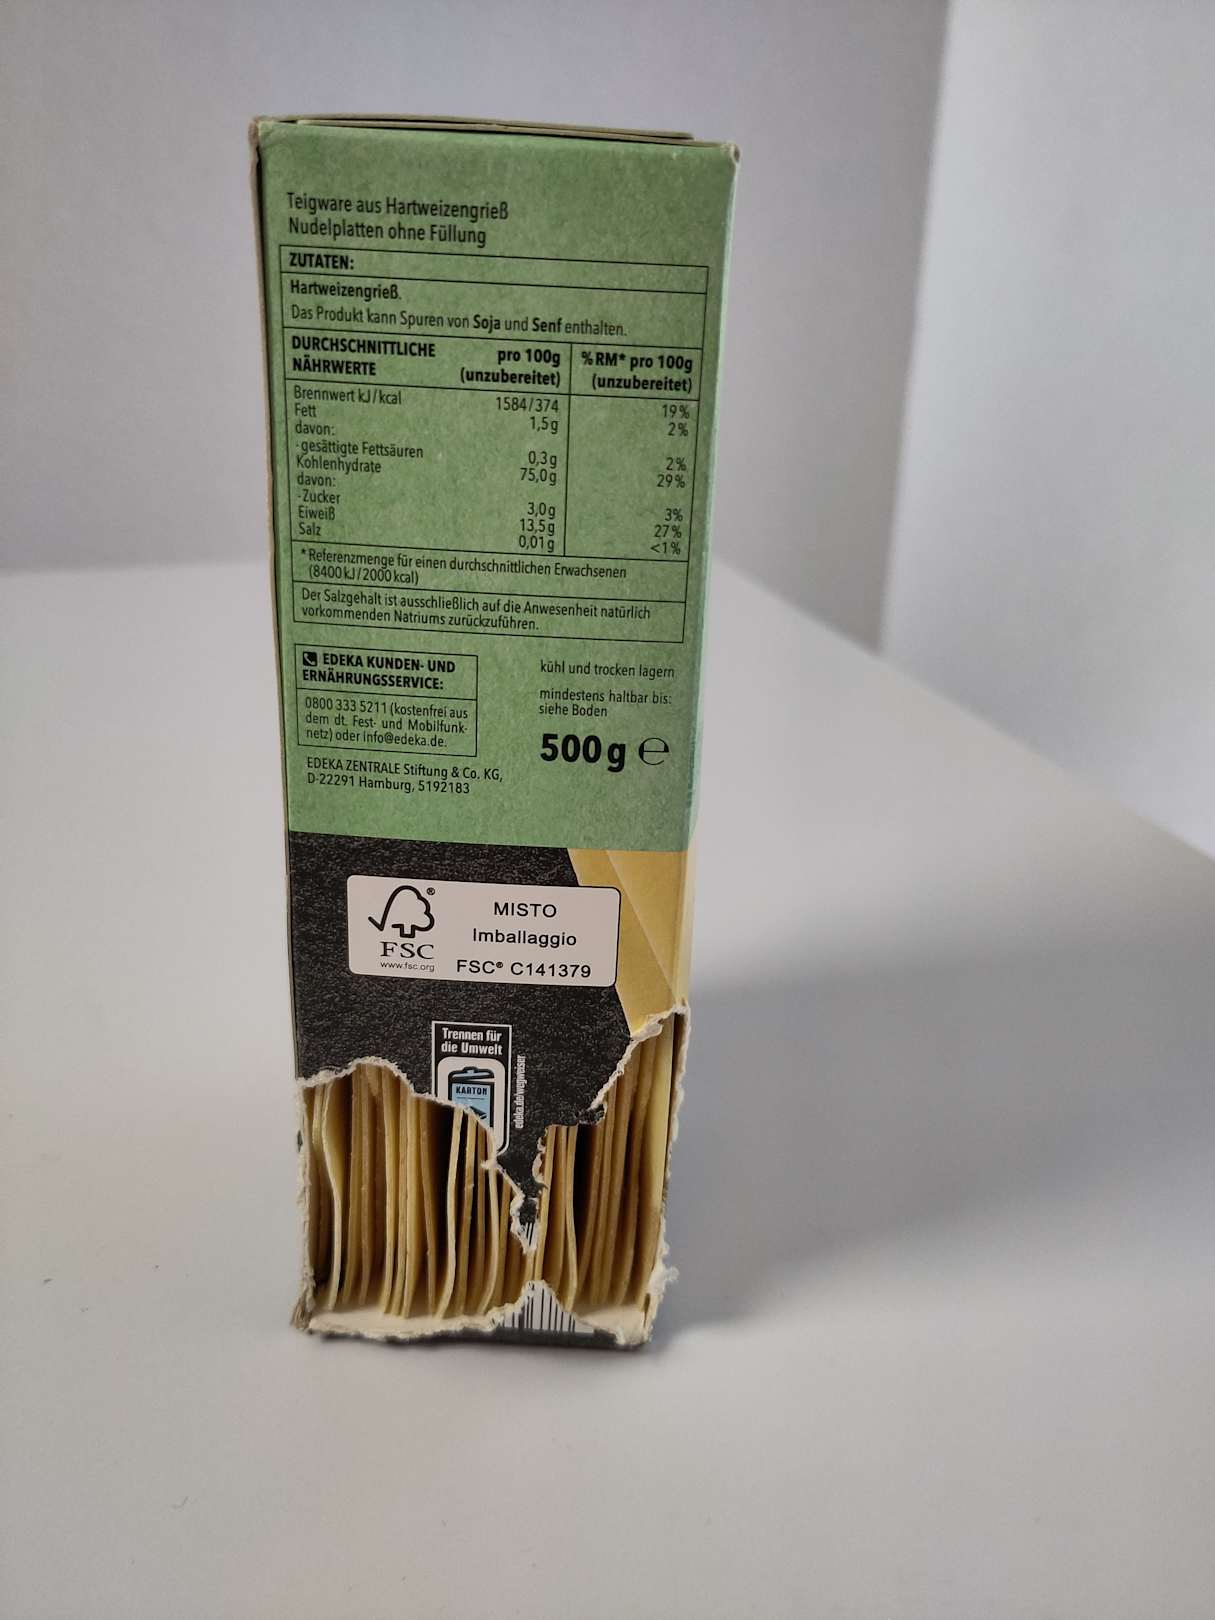 Teigware aus Hartweizengrieß
Nudelplatten ohne Füllung
ZUTATEN:
Hartweizengrieß.
Das Produkt kann Spuren von Soja und Senf enthalten.
DURCHSCHNITTLICHE NÄHRWERTE pro 100g (unzubereitet) %RM* pro 100g (unzubereitet)
Brennwert kJ/kcal 1584/374 19%
Fett 1,5g 2%
davon:
-gesättigte Fettsäuren 0,3g 2%
Kohlenhydrate 75,0g 29%
davon:
-Zucker 3,0g 3%
Eiweiß 13,5g 27%
Salz 0,01g <1%
*Referenzmenge für einen durchschnittlichen Erwachsenen
(8400kJ/2000kcal)
Der Salzgehalt ist ausschließlich auf die Anwesenheit natürlich
vorkommenden Natriums zurückzuführen.
EDEKA KUNDEN- UND
ERNÄHRUNGSSERVICE:
0800 333 5211 (kostenfrei aus
dem dt. Fest- und Mobilfunk-
netz) oder info@edeka.de.
EDEKA ZENTRALE Stiftung & Co. KG,
D-22291 Hamburg, 5192183
kühl und trocken lagern
mindestens haltbar bis:
siehe Boden
500g ℮
FSC®
www.fsc.org
MISTO
Imballaggio
FSC® C141379
Trennen für
die Umwelt
KARTON
edeka.de/wegweiser